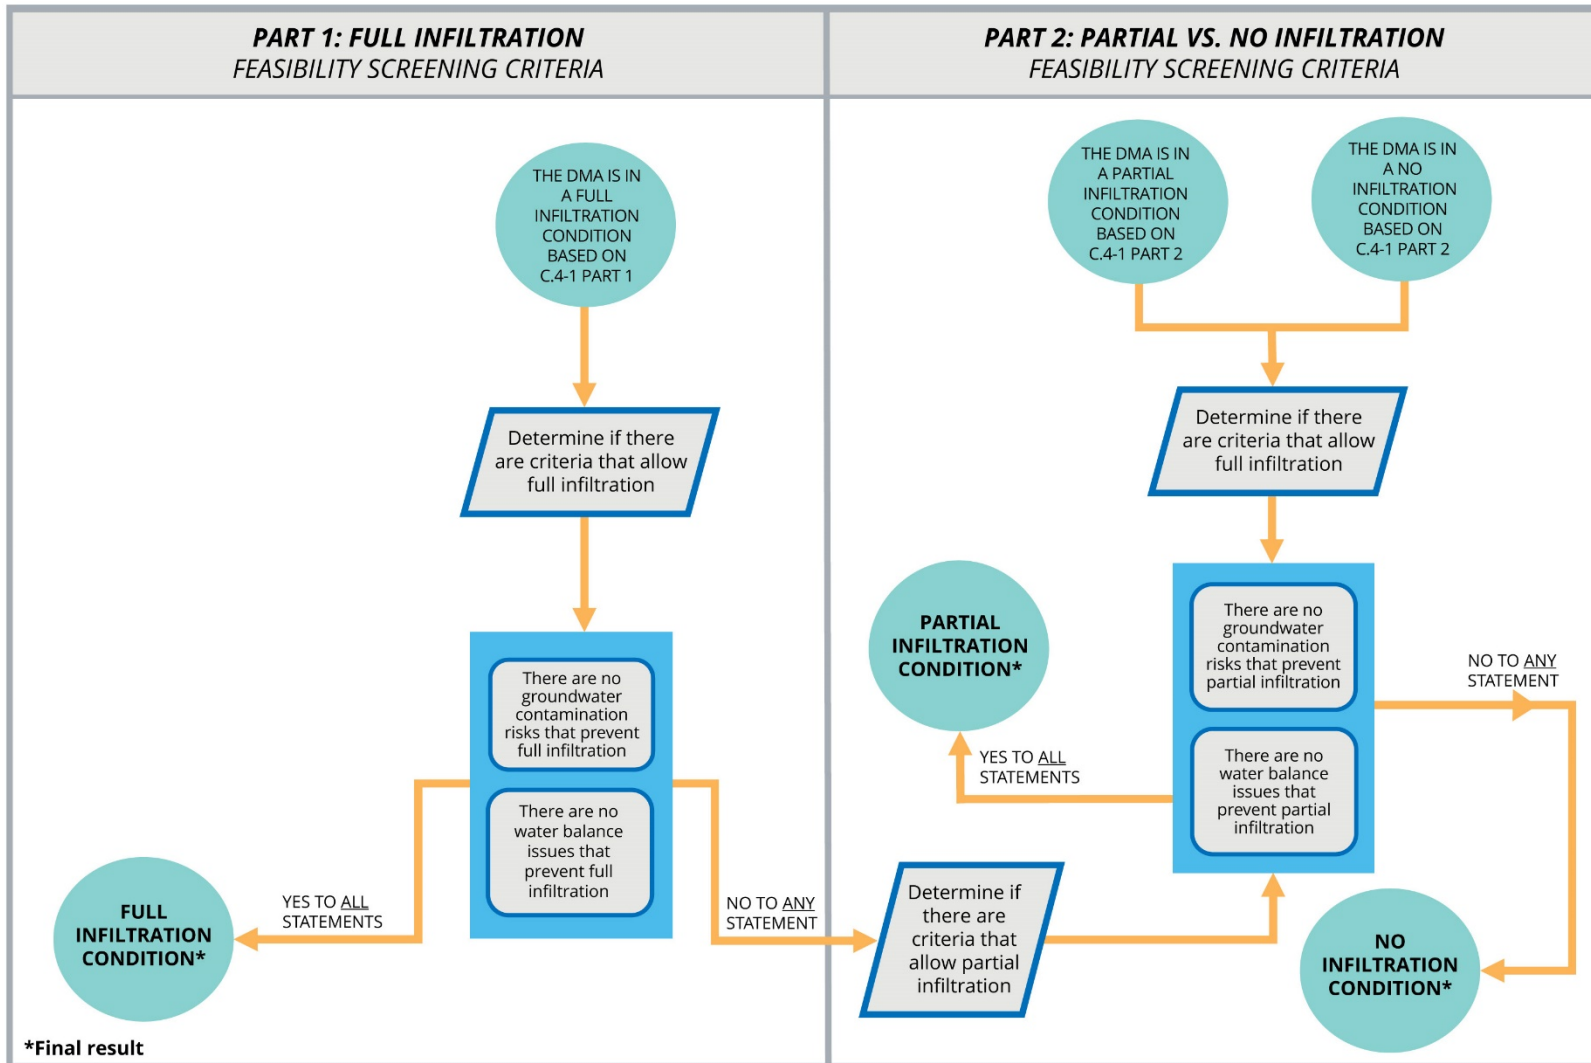 PART 1: FULL INFILTRATION
FEASIBILITY SCREENING CRITERIA
THE DMA IS IN
A FULL
INFILTRATION
CONDITION
BASED ON
C.4-1 PART 1
Determine if there
are criteria that allow
full infiltration
There are no
groundwater
contamination
risks that prevent
full infiltration
There are no
water balance
issues that
prevent full
infiltration
YES TO ALL
STATEMENTS
FULL
INFILTRATION
CONDITION*
NO TO ANY
STATEMENT
*Final result
PART 2: PARTIAL VS. NO INFILTRATION
FEASIBILITY SCREENING CRITERIA
THE DMA IS IN
A PARTIAL
INFILTRATION
CONDITION
BASED ON
C.4-1 PART 2
THE DMA IS IN
A NO
INFILTRATION
CONDITION
BASED ON
C.4-1 PART 2
Determine if there
are criteria that allow
full infiltration
There are no
groundwater
contamination
risks that prevent
partial infiltration
There are no
water balance
issues that
prevent partial
infiltration
PARTIAL
INFILTRATION
CONDITION*
YES TO ALL
STATEMENTS
NO TO ANY
STATEMENT
Determine if
there are
criteria that
allow partial
infiltration
NO
INFILTRATION
CONDITION*